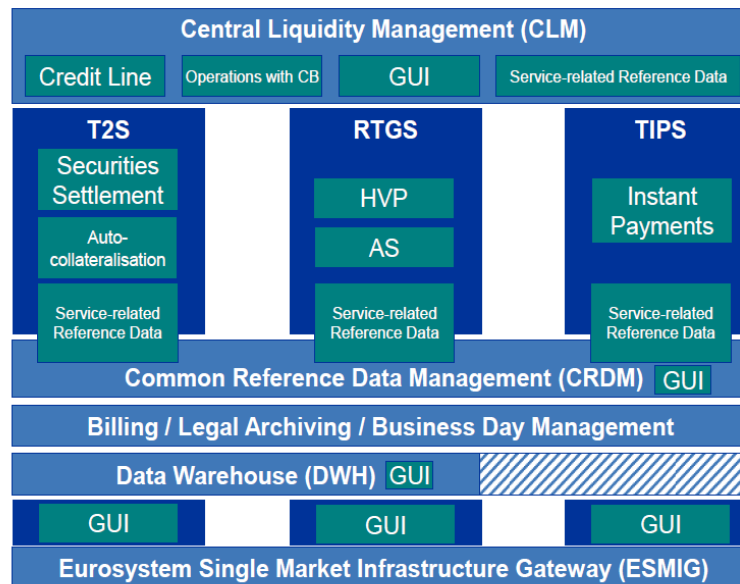 Central Liquidity Management (CLM)
Credit Line
Operations with CB
GUI
Service-related Reference Data
T2S
Securities
Settlement
Auto-
collateralisation
Service-related
Reference Data
RTGS
HVP
AS
Service-related
Reference Data
TIPS
Instant
Payments
Service-related
Reference Data
Common Reference Data Management (CRDM)
GUI
Billing / Legal Archiving / Business Day Management
Data Warehouse (DWH)
GUI
GUI
GUI
GUI
Eurosystem Single Market Infrastructure Gateway (ESMIG)